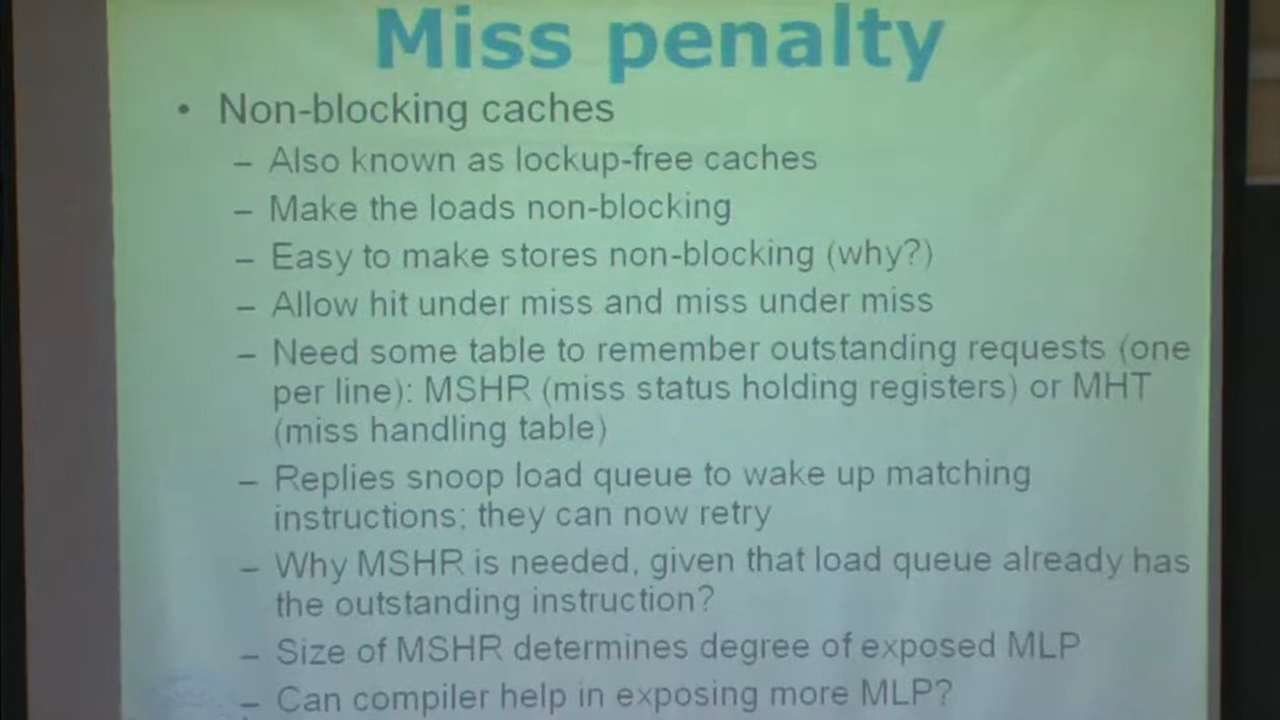 Miss penalty
• Non-blocking caches
– Also known as lockup-free caches
– Make the loads non-blocking
– Easy to make stores non-blocking (why?)
– Allow hit under miss and miss under miss
– Need some table to remember outstanding requests (one
per line): MSHR (miss status holding registers) or MHT
(miss handling table)
– Replies snoop load queue to wake up matching
instructions; they can now retry
– Why MSHR is needed, given that load queue already has
the outstanding instruction?
– Size of MSHR determines degree of exposed MLP
– Can compiler help in exposing more MLP?